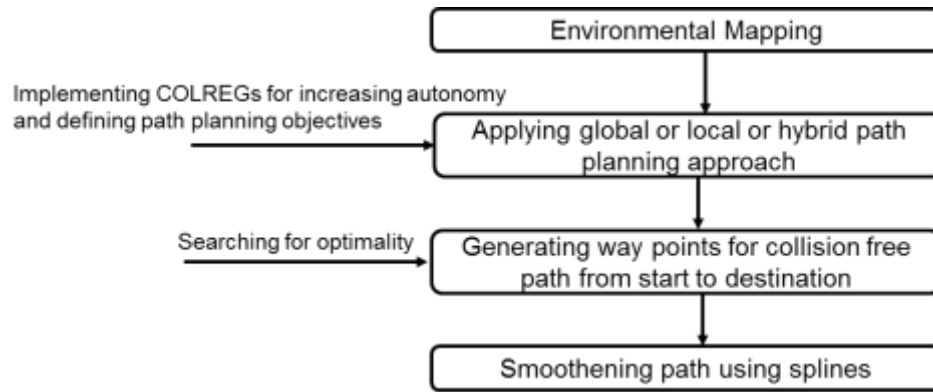 Environmental Mapping
Implementing COLREGs for increasing autonomy
and defining path planning objectives
Applying global or local or hybrid path
planning approach
Searching for optimality
Generating way points for collision free
path from start to destination
Smoothening path using splines